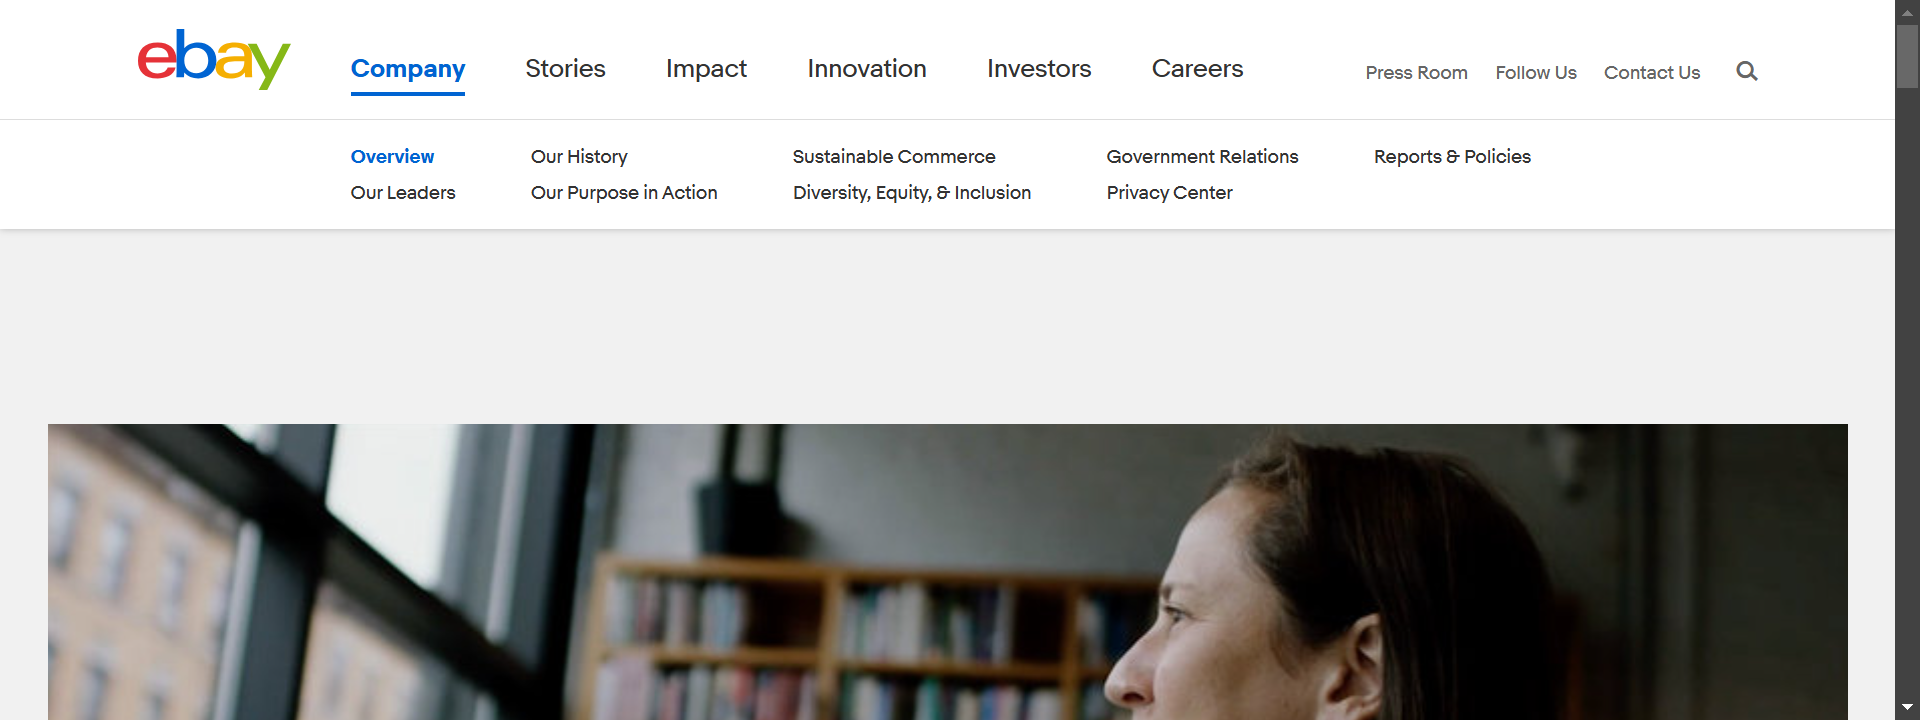 ebay
Company Stories Impact Innovation Investors Careers Press Room Follow Us Contact Us
Overview Our History Sustainable Commerce Government Relations Reports & Policies
Our Leaders Our Purpose in Action Diversity, Equity, & Inclusion Privacy Center